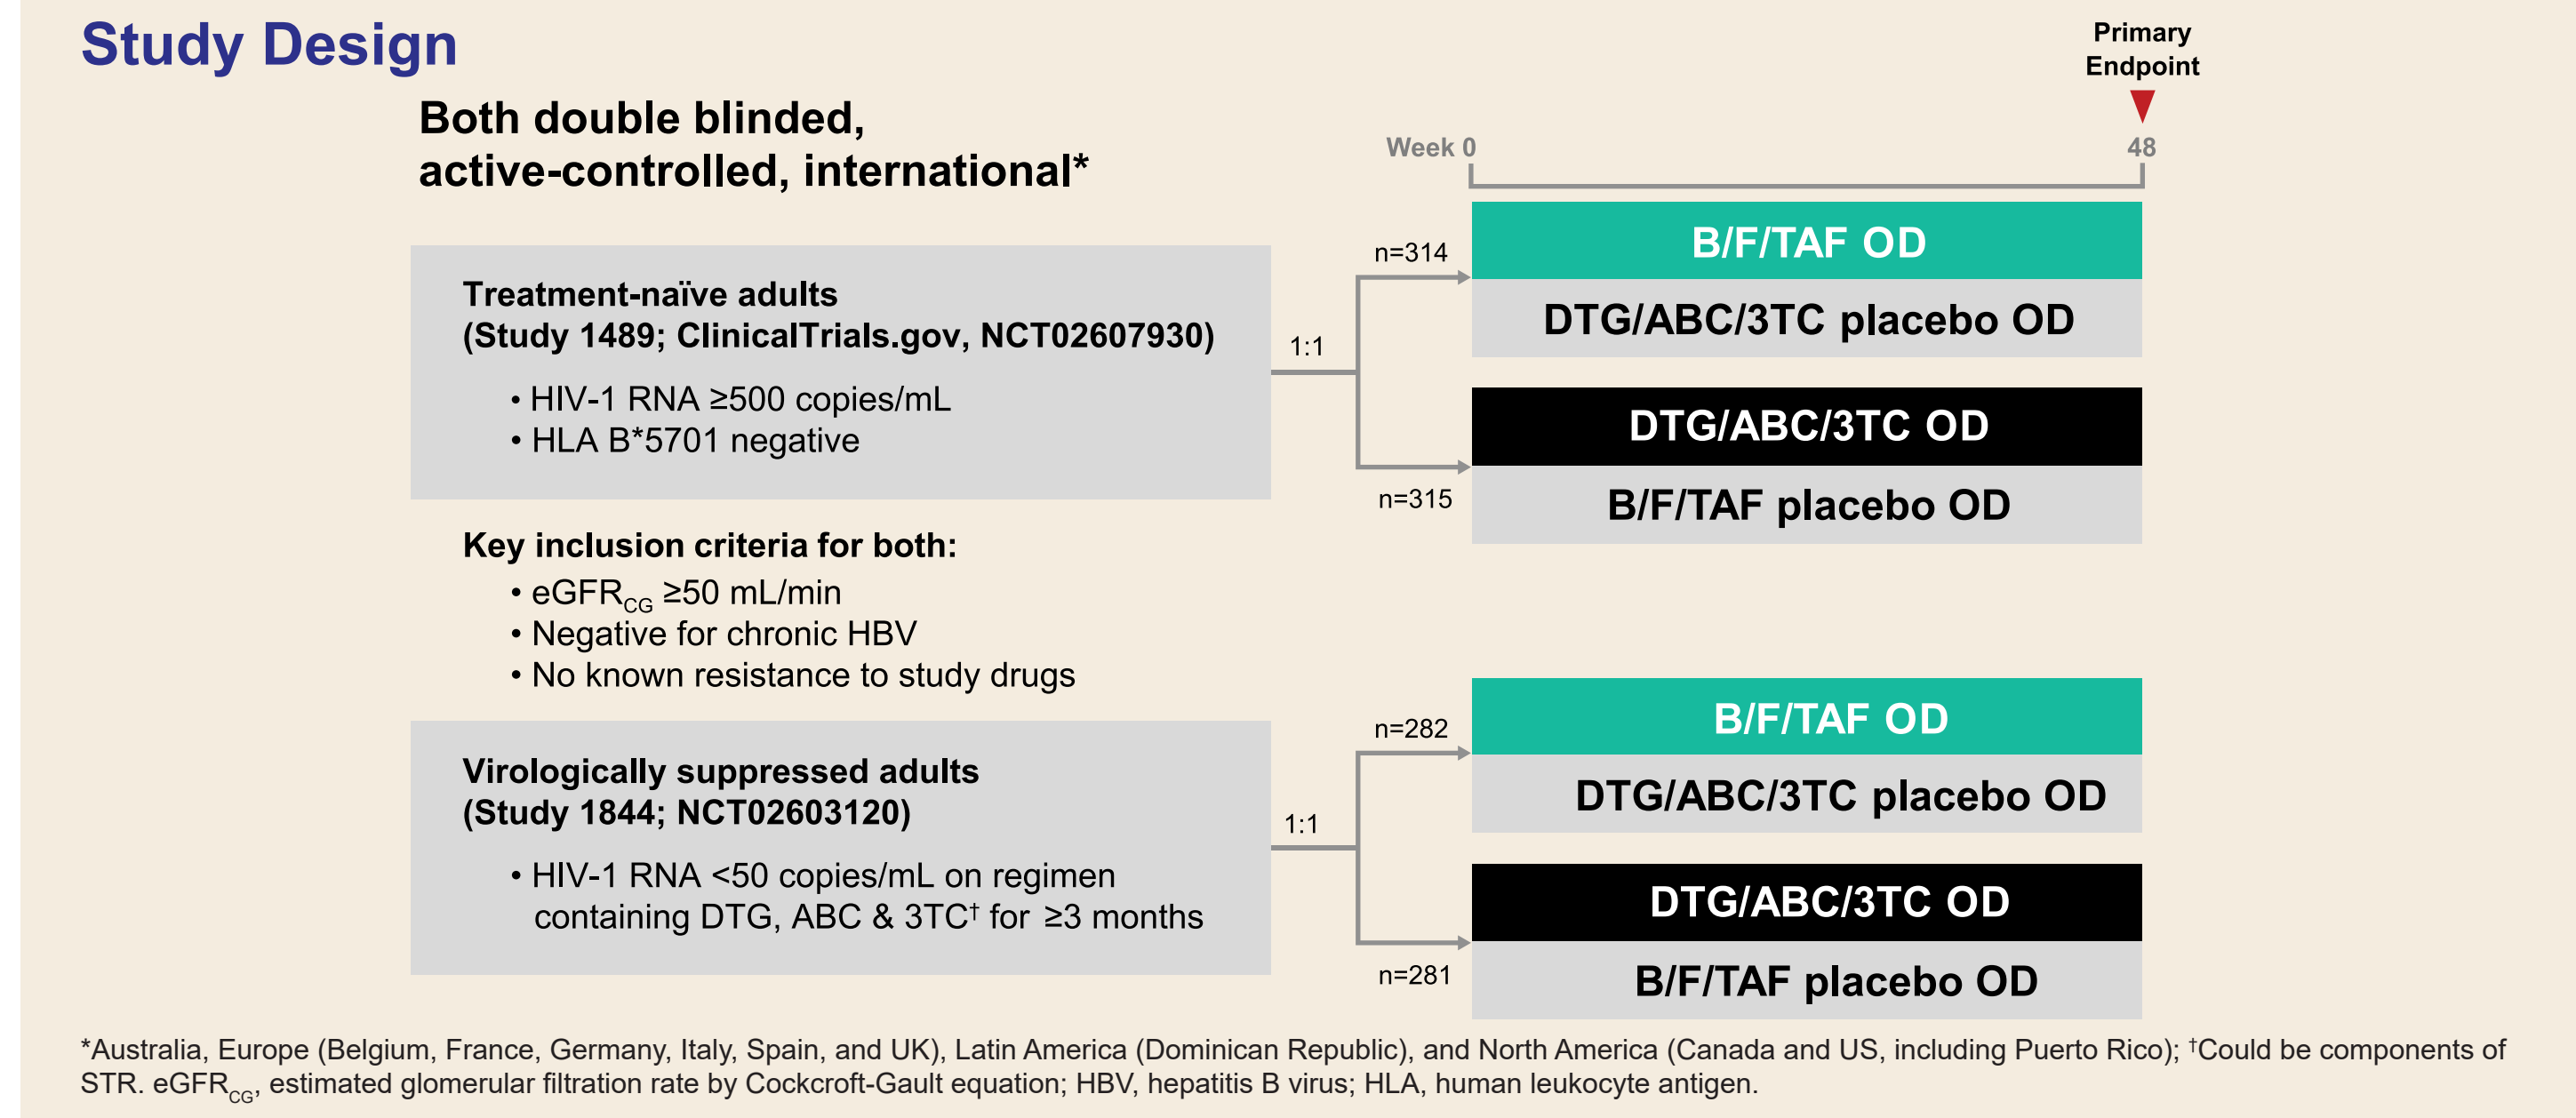 Study Design
Primary
Endpoint
Both double blinded,
active-controlled, international*
Week 0
48
Treatment-naïve adults
(Study 1489; ClinicalTrials.gov, NCT02607930)
• HIV-1 RNA ≥500 copies/mL
• HLA B*5701 negative
1:1
n=314
B/F/TAF OD
DTG/ABC/3TC placebo OD
n=315
DTG/ABC/3TC OD
B/F/TAF placebo OD
Key inclusion criteria for both:
• eGFRCG ≥50 mL/min
• Negative for chronic HBV
• No known resistance to study drugs
Virologically suppressed adults
(Study 1844; NCT02603120)
• HIV-1 RNA <50 copies/mL on regimen
containing DTG, ABC & 3TC† for ≥3 months
1:1
n=282
B/F/TAF OD
DTG/ABC/3TC placebo OD
n=281
DTG/ABC/3TC OD
B/F/TAF placebo OD
*Australia, Europe (Belgium, France, Germany, Italy, Spain, and UK), Latin America (Dominican Republic), and North America (Canada and US, including Puerto Rico); †Could be components of
STR. eGFRCG, estimated glomerular filtration rate by Cockcroft-Gault equation; HBV, hepatitis B virus; HLA, human leukocyte antigen.